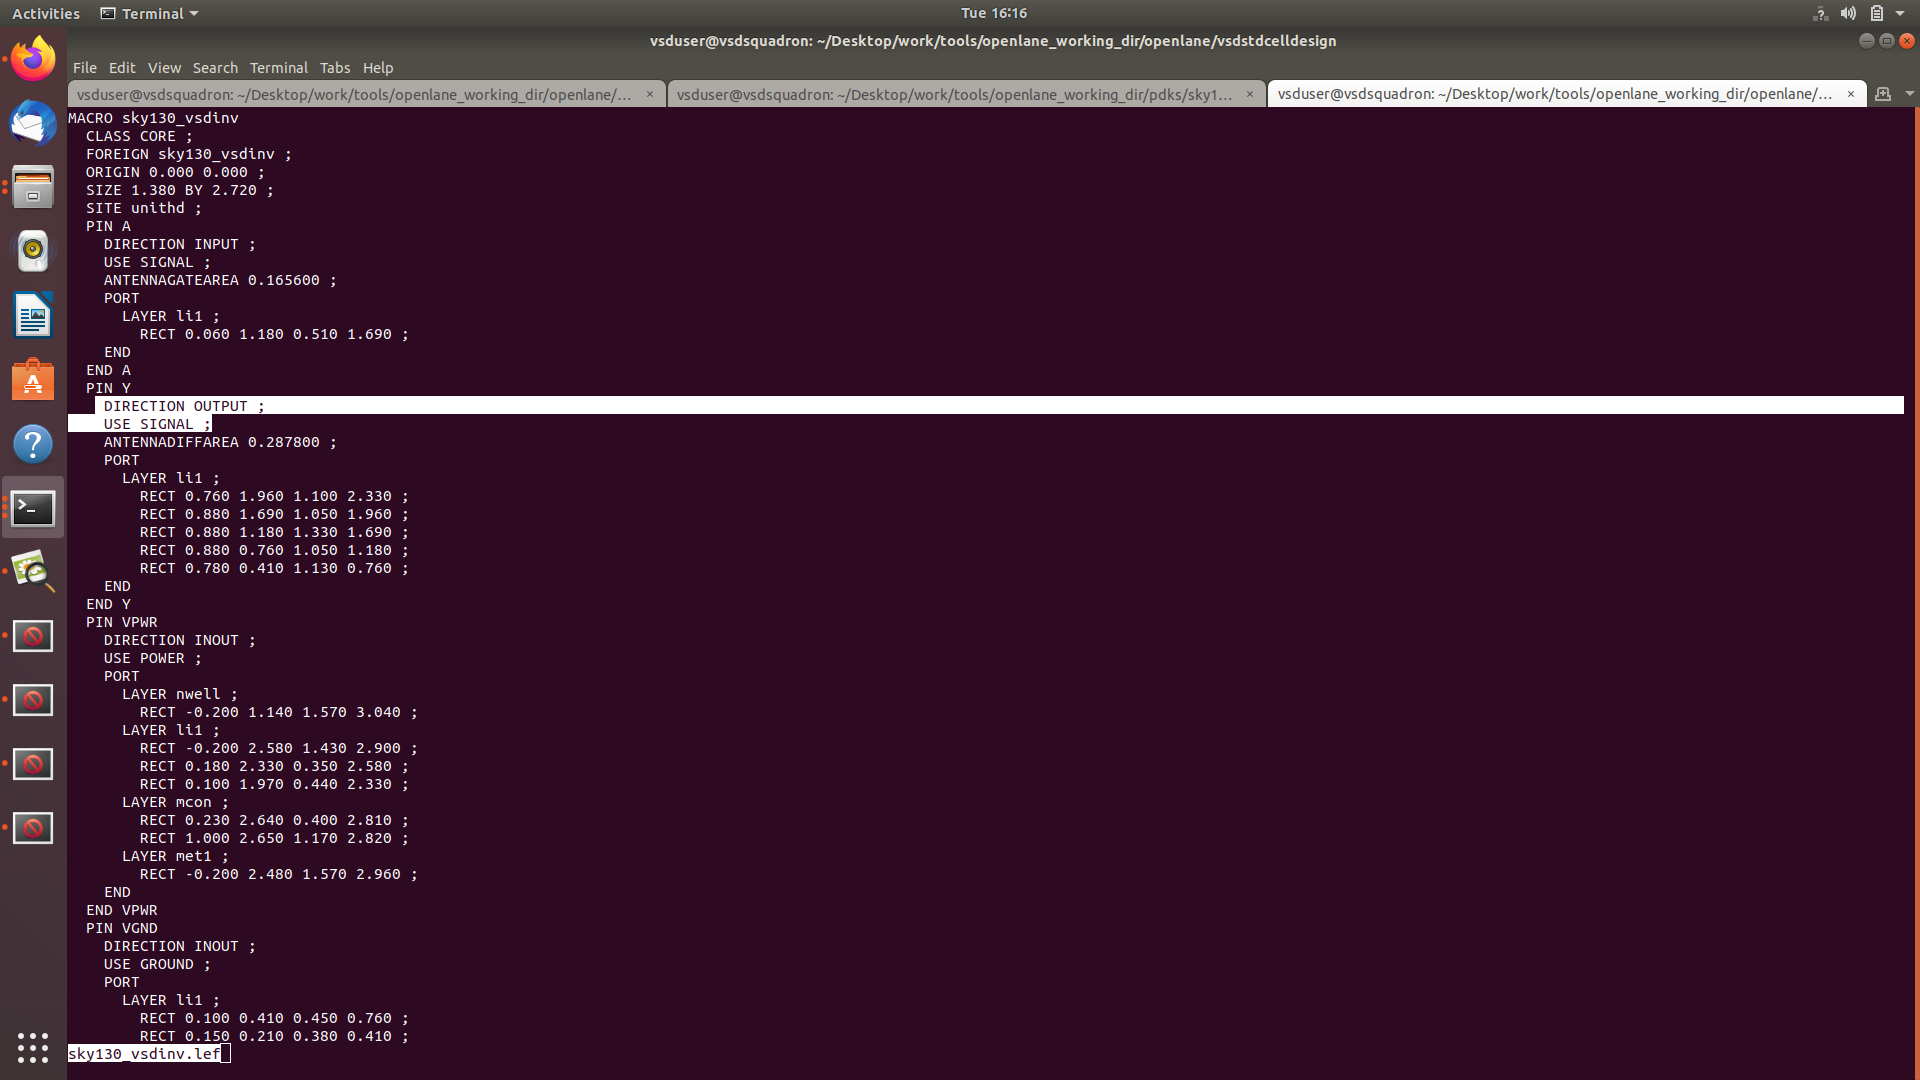 Activities Terminal Tue 16:16
vsduser@vsdsquadron: ~/Desktop/work/tools/openlane_working_dir/openlane/vsdstdcelldesign
File Edit View Search Terminal Tabs Help
vsduser@vsdsquadron: ~/Desktop/work/tools/openlane_working_dir/openlane/... × vsduser@vsdsquadron: ~/Desktop/work/tools/openlane_working_dir/pdks/sky1... × vsduser@vsdsquadron: ~/Desktop/work/tools/openlane_working_dir/openlane/... ×
MACRO sky130_vsdinv
  CLASS CORE ;
  FOREIGN sky130_vsdinv ;
  ORIGIN 0.000 0.000 ;
  SIZE 1.380 BY 2.720 ;
  SITE unithd ;
  PIN A
    DIRECTION INPUT ;
    USE SIGNAL ;
    ANTENNAGATEAREA 0.165600 ;
    PORT
      LAYER li1 ;
        RECT 0.060 1.180 0.510 1.690 ;
    END
  END A
  PIN Y
    DIRECTION OUTPUT ;
    USE SIGNAL ;
    ANTENNADIFFAREA 0.287800 ;
    PORT
      LAYER li1 ;
        RECT 0.760 1.960 1.100 2.330 ;
        RECT 0.880 1.690 1.050 1.960 ;
        RECT 0.880 1.180 1.330 1.690 ;
        RECT 0.880 0.760 1.050 1.180 ;
        RECT 0.780 0.410 1.130 0.760 ;
    END
  END Y
  PIN VPWR
    DIRECTION INOUT ;
    USE POWER ;
    PORT
      LAYER nwell ;
        RECT -0.200 1.140 1.570 3.040 ;
      LAYER li1 ;
        RECT -0.200 2.580 1.430 2.900 ;
        RECT 0.180 2.330 0.350 2.580 ;
        RECT 0.100 1.970 0.440 2.330 ;
      LAYER mcon ;
        RECT 0.230 2.640 0.400 2.810 ;
        RECT 1.000 2.650 1.170 2.820 ;
      LAYER met1 ;
        RECT -0.200 2.480 1.570 2.960 ;
    END
  END VPWR
  PIN VGND
    DIRECTION INOUT ;
    USE GROUND ;
    PORT
      LAYER li1 ;
        RECT 0.100 0.410 0.450 0.760 ;
        RECT 0.150 0.210 0.380 0.410 ;
sky130_vsdinv.lef